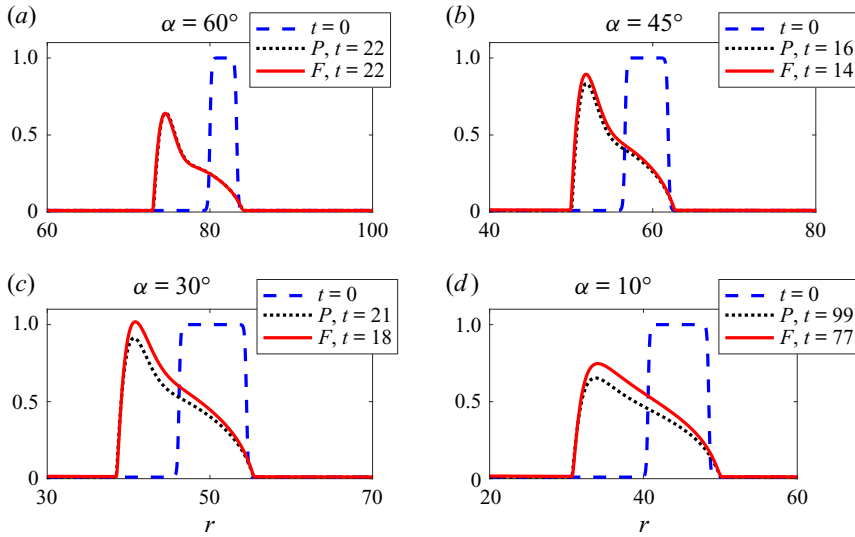 (a)
α = 60°
t = 0
P, t = 22
F, t = 22
1.0
0.5
0
60
80
100
(b)
α = 45°
t = 0
P, t = 16
F, t = 14
1.0
0.5
0
40
60
80
(c)
α = 30°
t = 0
P, t = 21
F, t = 18
1.0
0.5
0
30
50
70
r
(d)
α = 10°
t = 0
P, t = 99
F, t = 77
1.0
0.5
0
20
40
60
r